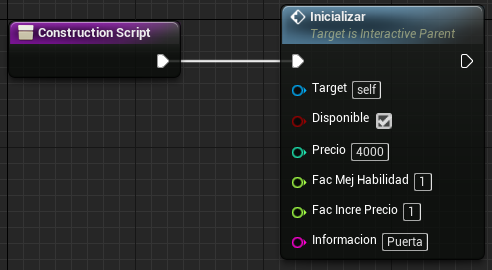 Construction Script
Inicializar
Target is Interactive Parent
Target self
Disponible
Precio 4000
Fac Mej Habilidad 1
Fac Incre Precio 1
Informacion Puerta